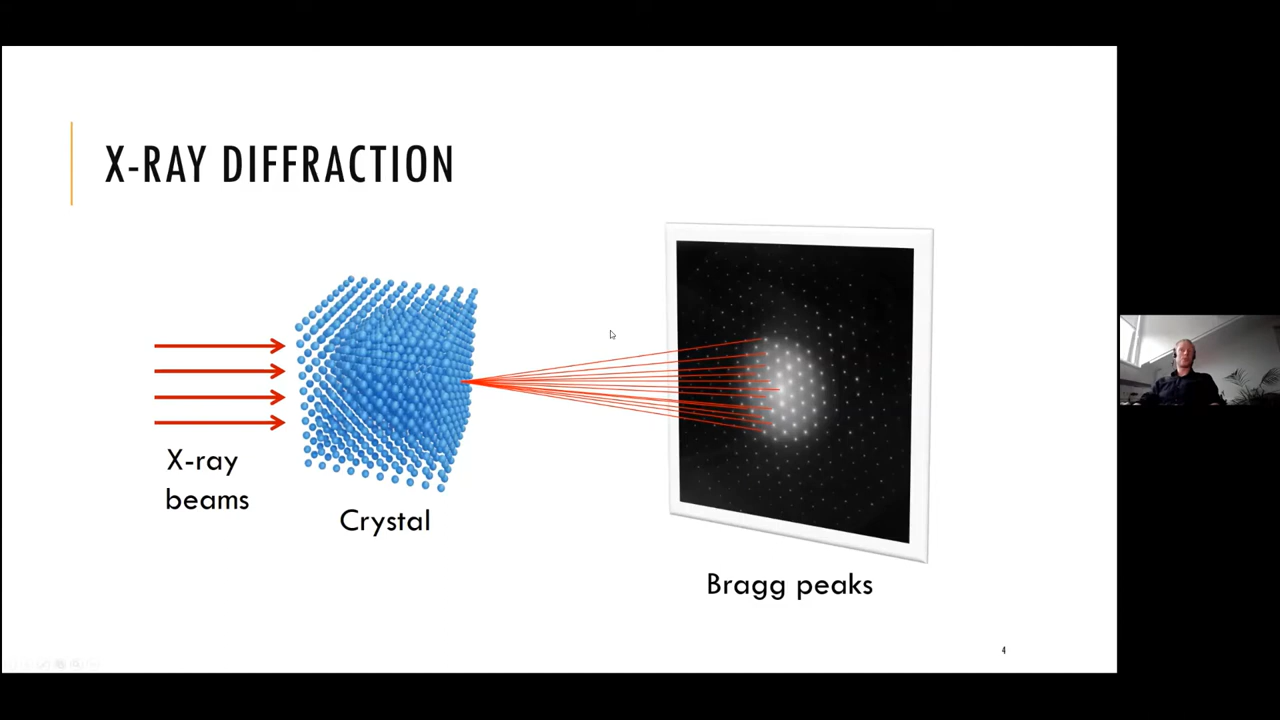 X-RAY DIFFRACTION
X-ray
beams
Crystal
Bragg peaks
4